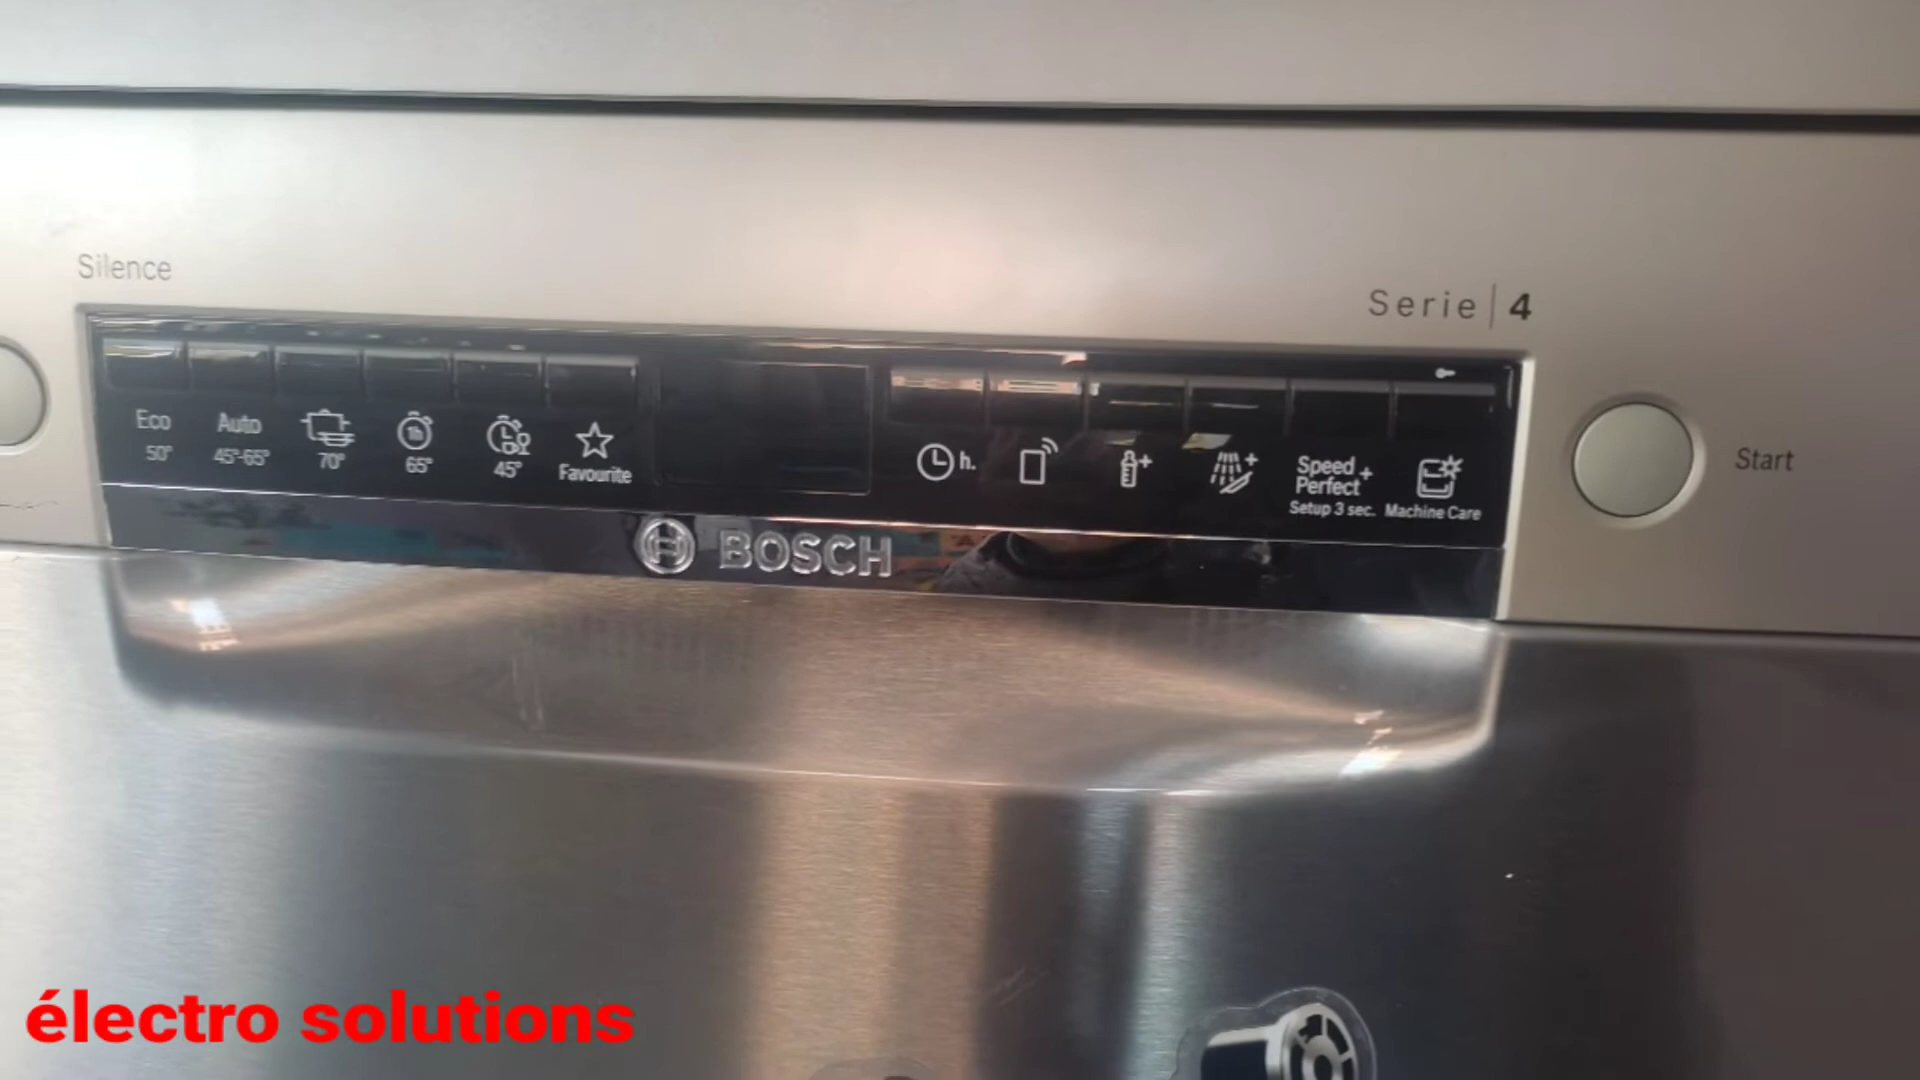 Silence
Serie | 4
Eco
50°
Auto
45°-65°
70°
1h
65°
45°
Favourite
h.
Speed
Perfect+
Setup 3 sec.
Machine Care
Start
BOSCH
électro solutions